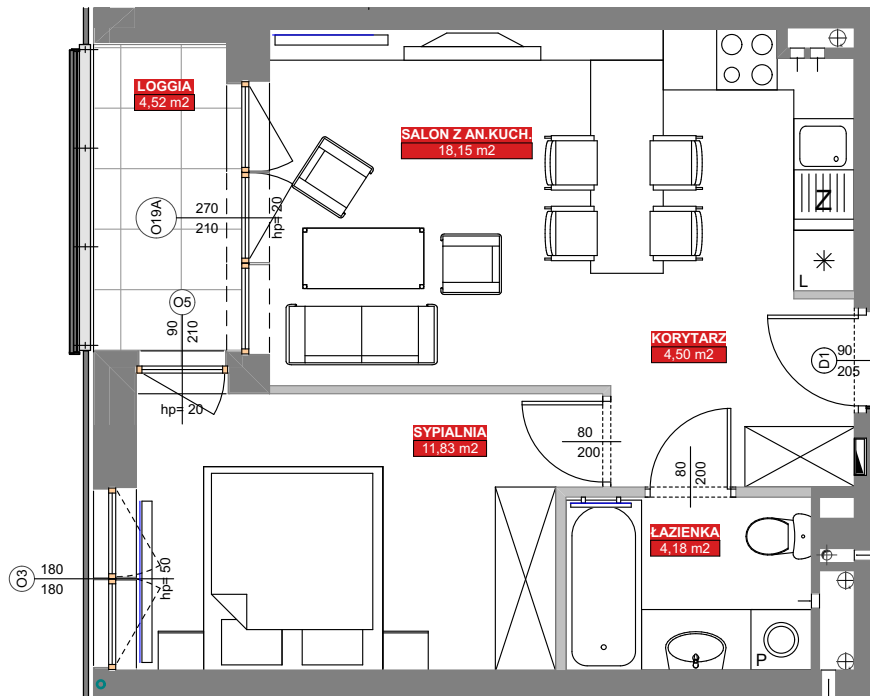 LOGGIA
4,52 m2
SALON Z AN.KUCH.
18,15 m2
O19A
270
210
hp= 20
Z
L
O5
90
210
hp= 20
KORYTARZ
4,50 m2
D1
90
205
SYPIALNIA
11,83 m2
80
200
80
200
ŁAZIENKA
4,18 m2
O3
180
180
hp= 50
P